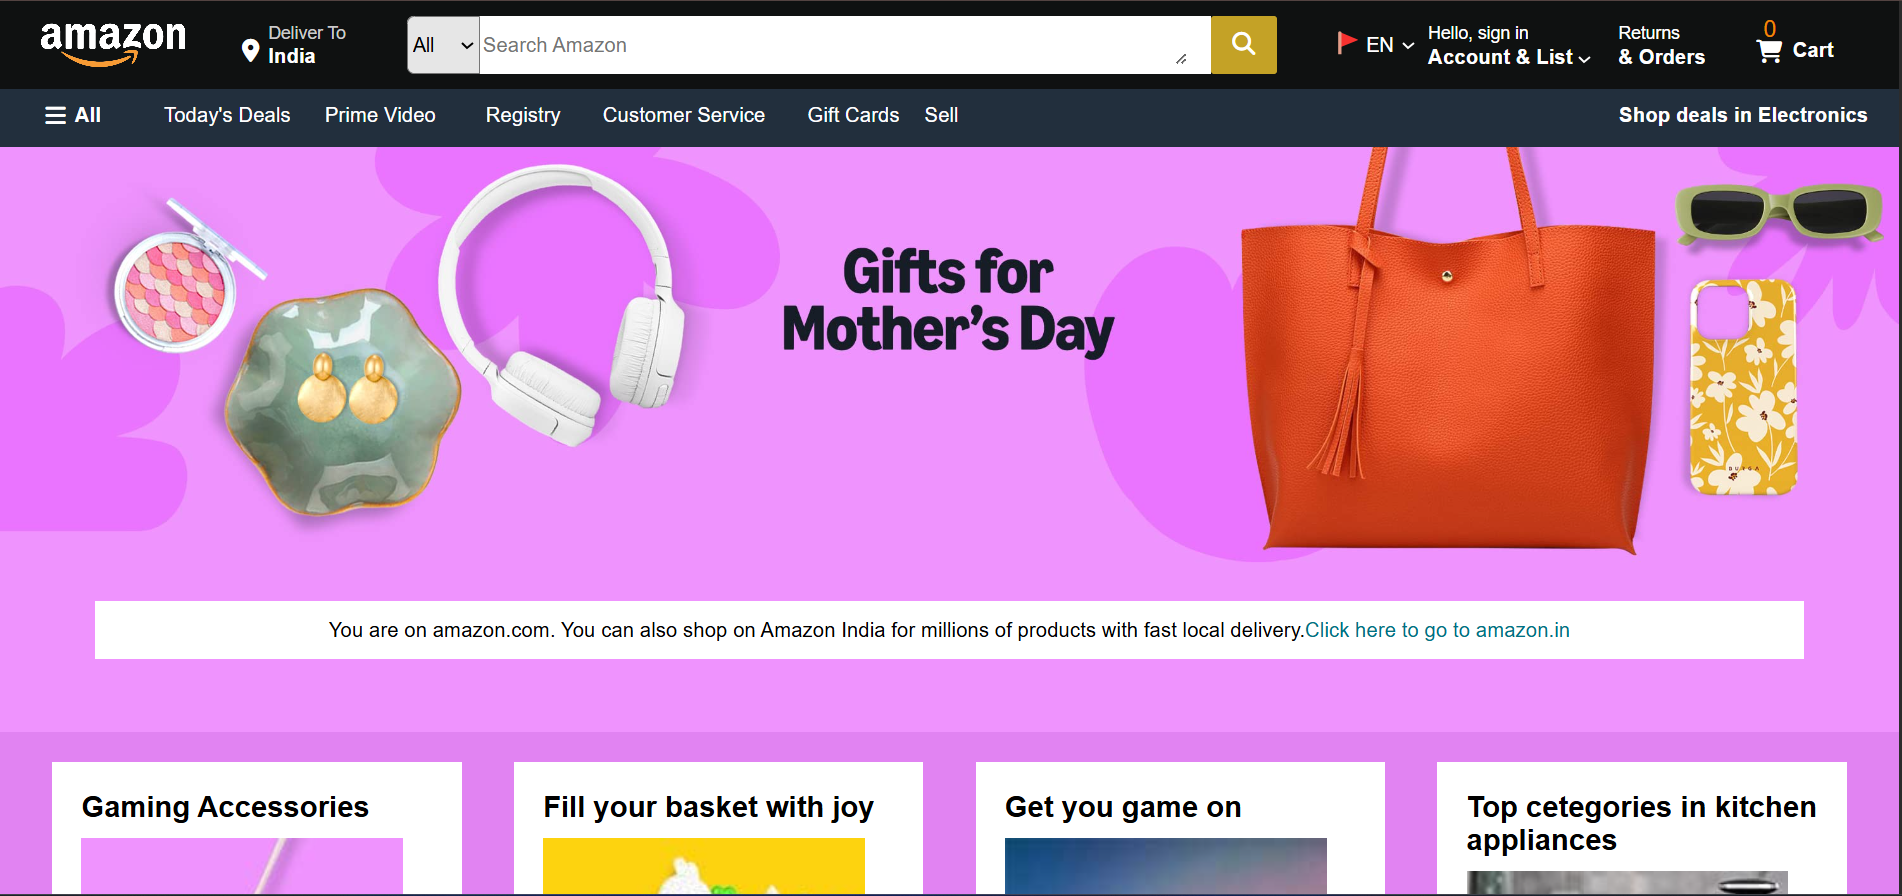 amazon
Deliver To
India
All
Search Amazon
EN
Hello, sign in
Account & List
Returns
& Orders
0
Cart
All
Today's Deals
Prime Video
Registry
Customer Service
Gift Cards
Sell
Shop deals in Electronics
Gifts for
Mother's Day
BURGA
You are on amazon.com. You can also shop on Amazon India for millions of products with fast local delivery.Click here to go to amazon.in
Gaming Accessories
Fill your basket with joy
Get you game on
Top cetegories in kitchen
appliances